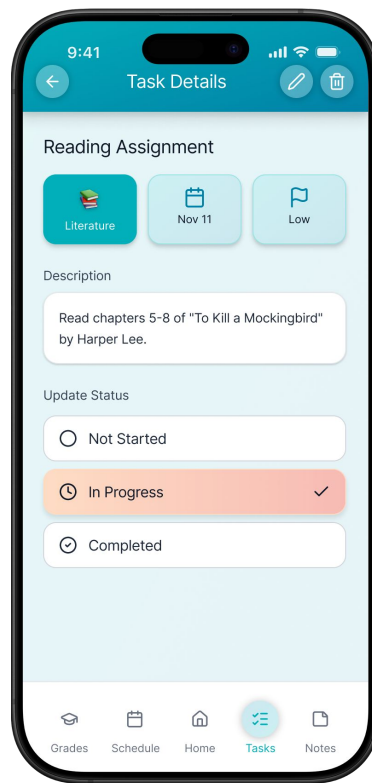 9:41
Task Details
Reading Assignment
Literature
Nov 11
Low
Description
Read chapters 5-8 of "To Kill a Mockingbird"
by Harper Lee.
Update Status
Not Started
In Progress
Completed
Grades
Schedule
Home
Tasks
Notes